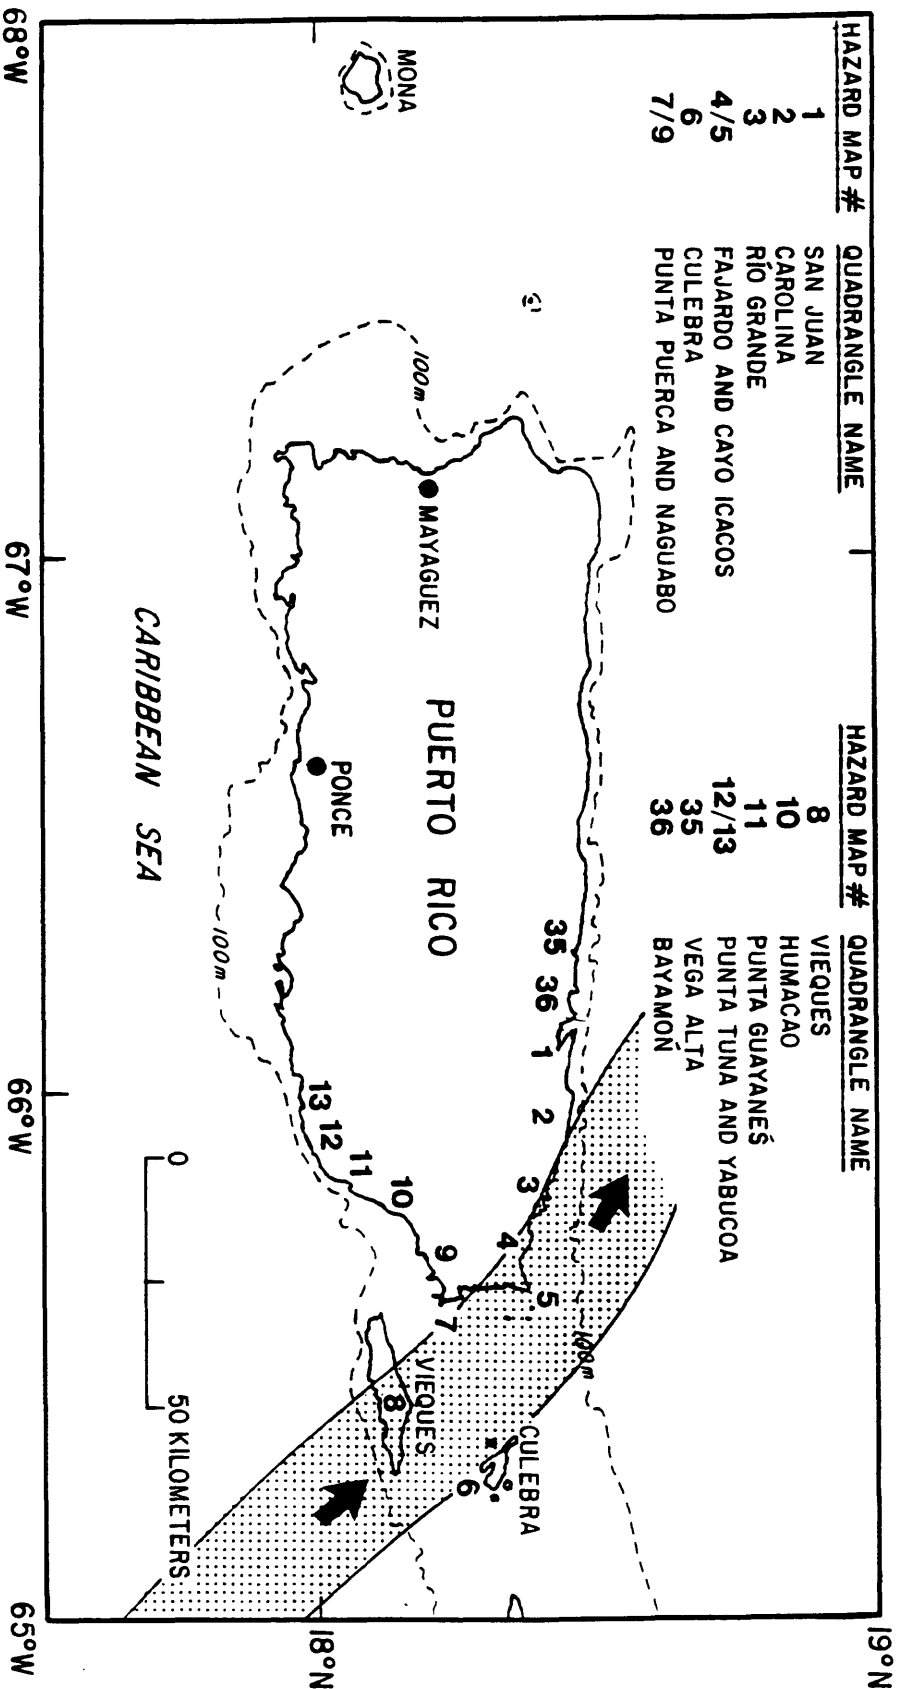 HAZARD MAP # QUADRANGLE NAME
1 SAN JUAN
2 CAROLINA
3 RÍO GRANDE
4/5 FAJARDO AND CAYO ICACOS
6 CULEBRA
7/9 PUNTA PUERCA AND NAGUABO
HAZARD MAP # QUADRANGLE NAME
8 VIEQUES
10 HUMACAO
11 PUNTA GUAYANEŚ
12/13 PUNTA TUNA AND YABUCOA
35 VEGA ALTA
36 BAYAMOŃ
19°N
MONA
100m
35
36
1
2
3
4
5
100m
MAYAGUEZ
PUERTO RICO
CULEBRA
6
9
7
VIEQUES
8
10
11
12
13
PONCE
18°N
100m
CARIBBEAN SEA
0
50 KILOMETERS
68°W
67°W
66°W
65°W